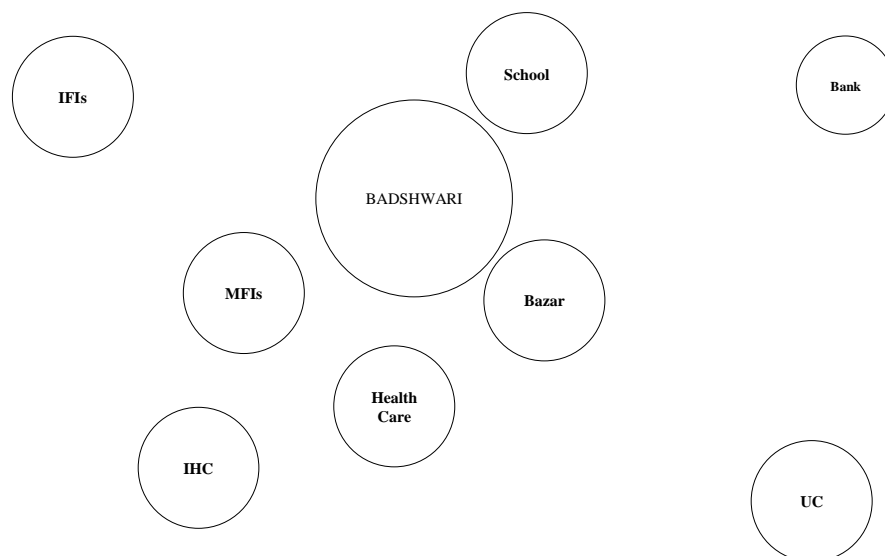 School
IFIs
Bank
BADSHWARI
MFIs
Bazar
Health
Care
IHC
UC